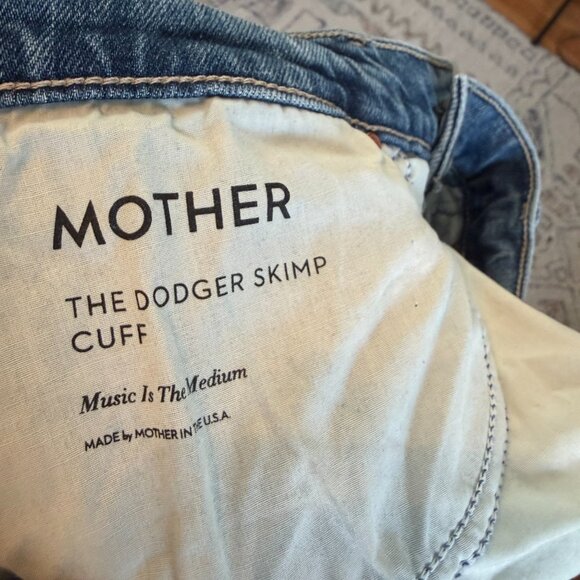 MOTHER
THE DODGER SKIMP
CUFF
Music Is The Medium
MADE by MOTHER IN THE U.S.A.